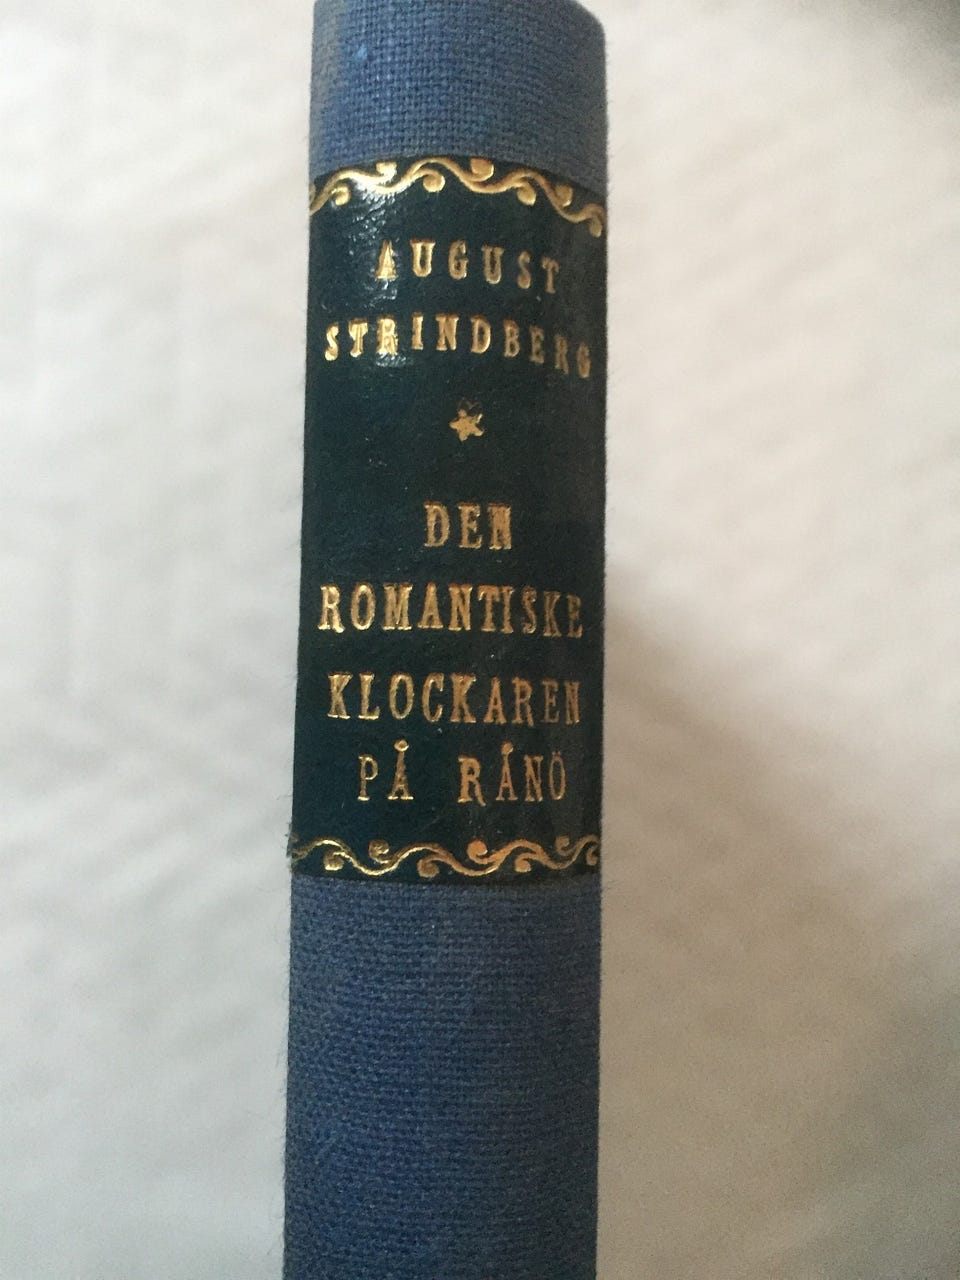 AUGUST
STRINDBERG
DEN
ROMANTISKE
KLOCKAREN
PÅ RÅNÖ